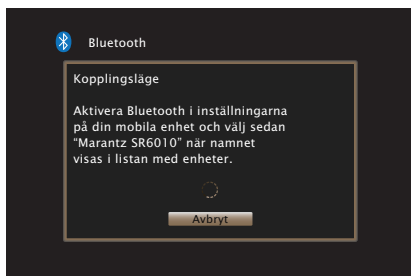 Bluetooth
Kopplingsläge
Aktivera Bluetooth i inställningarna
på din mobila enhet och välj sedan
“Marantz SR6010” när namnet
visas i listan med enheter.
Avbryt